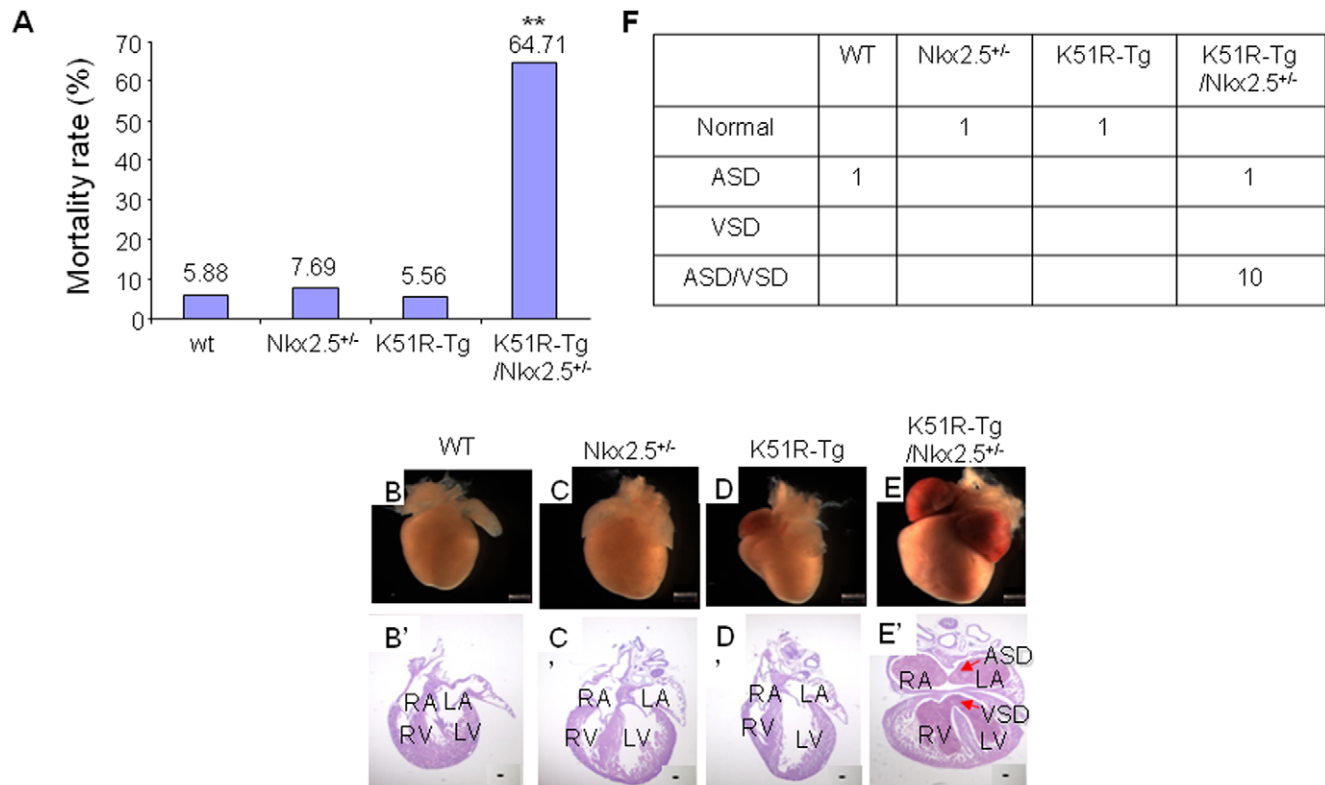 A
Mortality rate (%)
70
60
50
40
30
20
10
0
5.88
7.69
5.56
**
64.71
wt
Nkx2.5+/-
K51R-Tg
K51R-Tg
/Nkx2.5+/-
F
WT Nkx2.5+/- K51R-Tg K51R-Tg
/Nkx2.5+/-
Normal 1 1
ASD 1 1
VSD
ASD/VSD 10
WT
Nkx2.5+/-
K51R-Tg
K51R-Tg
/Nkx2.5+/-
B
C
D
E
B'
RA LA
RV LV
C
'
RA LA
RV LV
D
'
RA LA
RV LV
E'
ASD
RA LA
VSD
RV LV